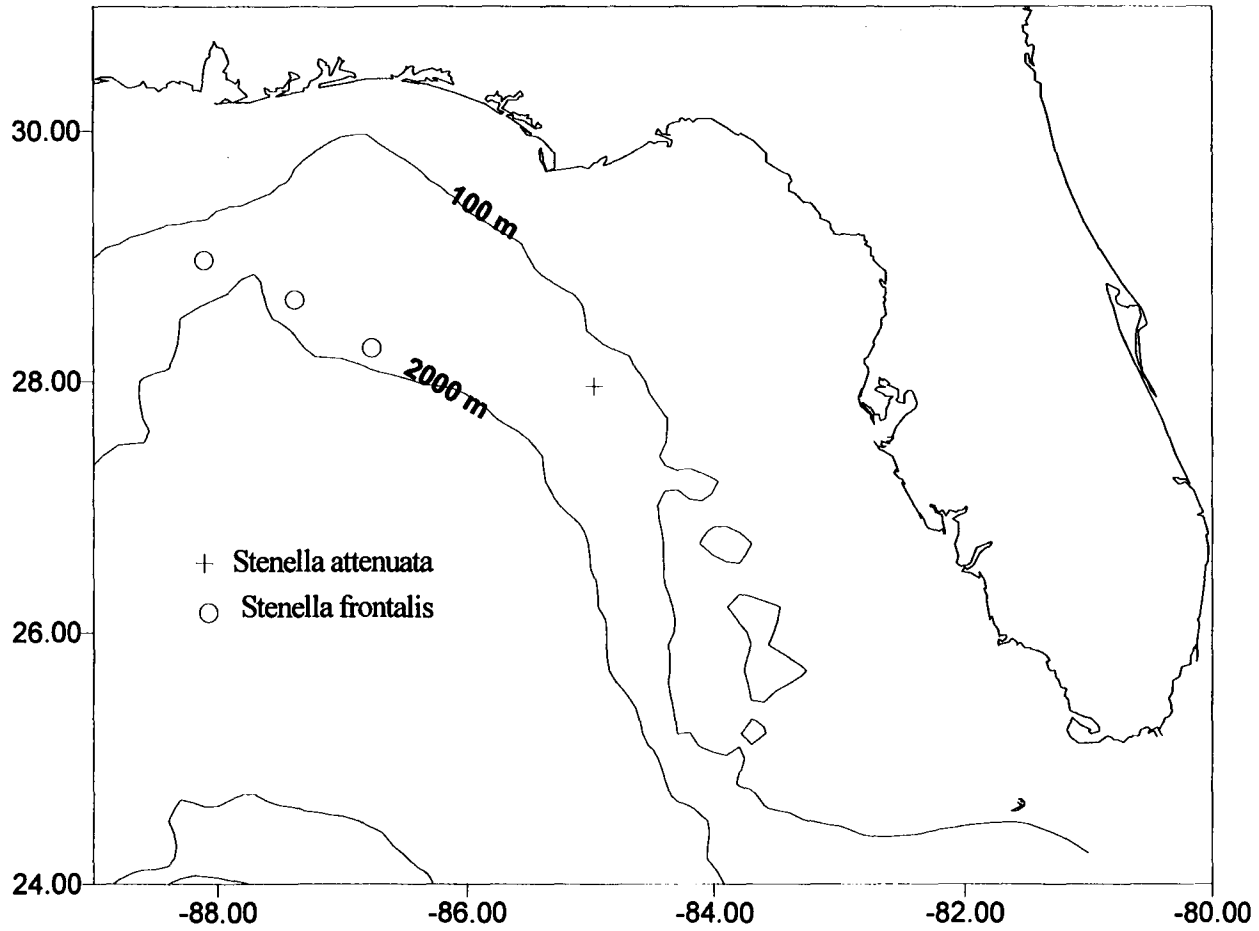 30.00
100 m
28.00
2000 m
+ Stenella attenuata
○ Stenella frontalis
26.00
24.00
-88.00 -86.00 -84.00 -82.00 -80.00